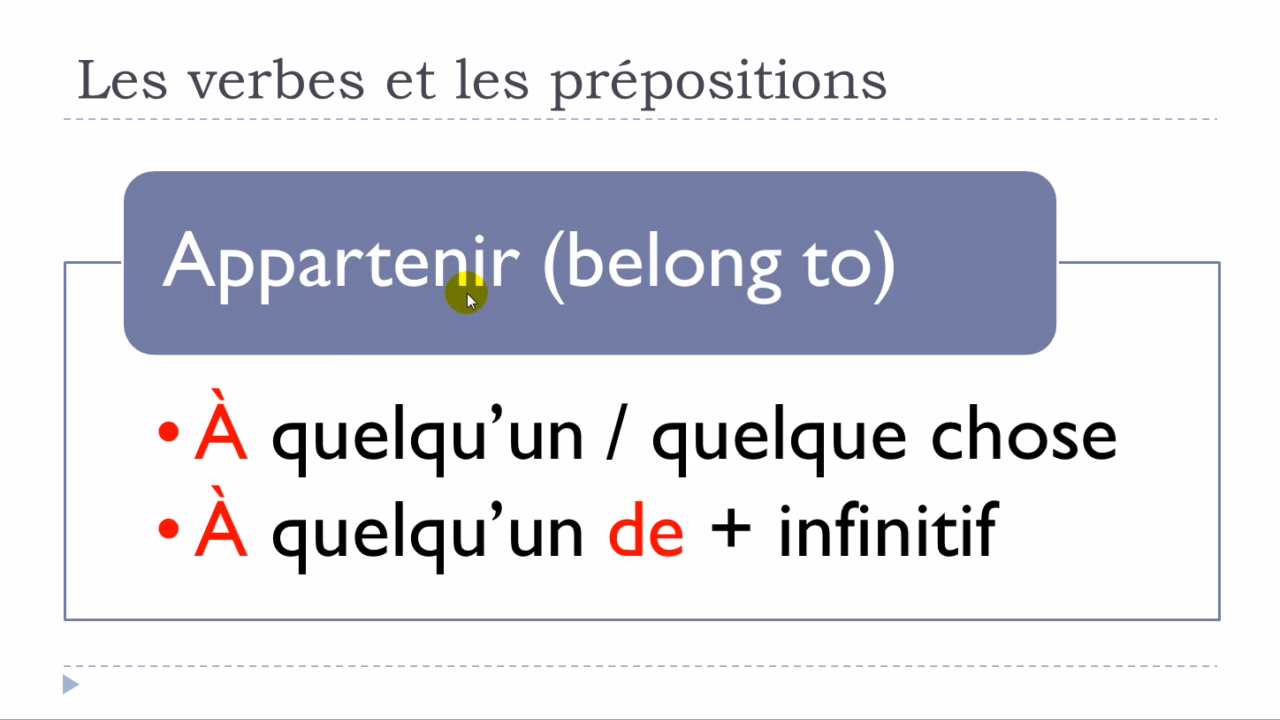 Les verbes et les prépositions
Appartenir (belong to)
• À quelqu’un / quelque chose
• À quelqu’un de + infinitif